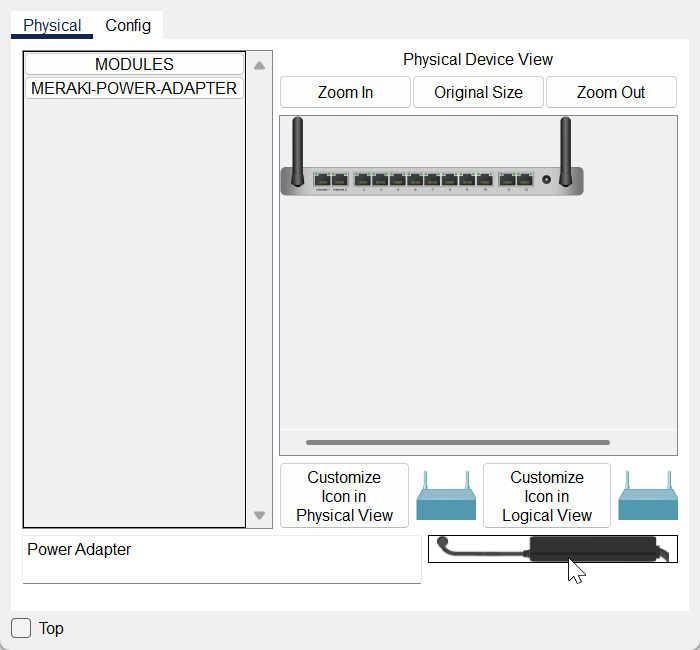 Physical Config
MODULES
MERAKI-POWER-ADAPTER
Physical Device View
Zoom In
Original Size
Zoom Out
Customize
Icon in
Physical View
Customize
Icon in
Logical View
Power Adapter
Top